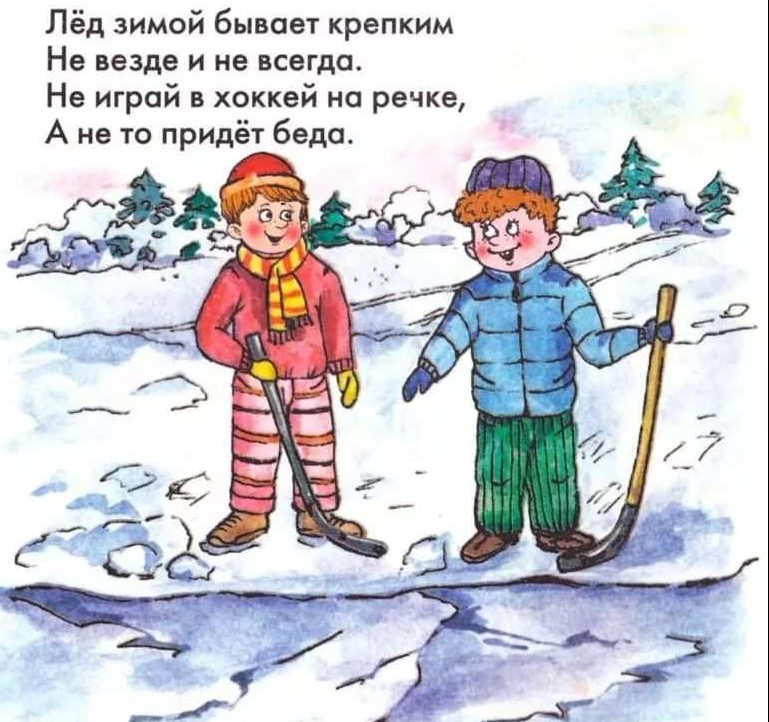 Лёд зимой бывает крепким
Не везде и не всегда.
Не играй в хоккей на речке,
А не то придёт беда.